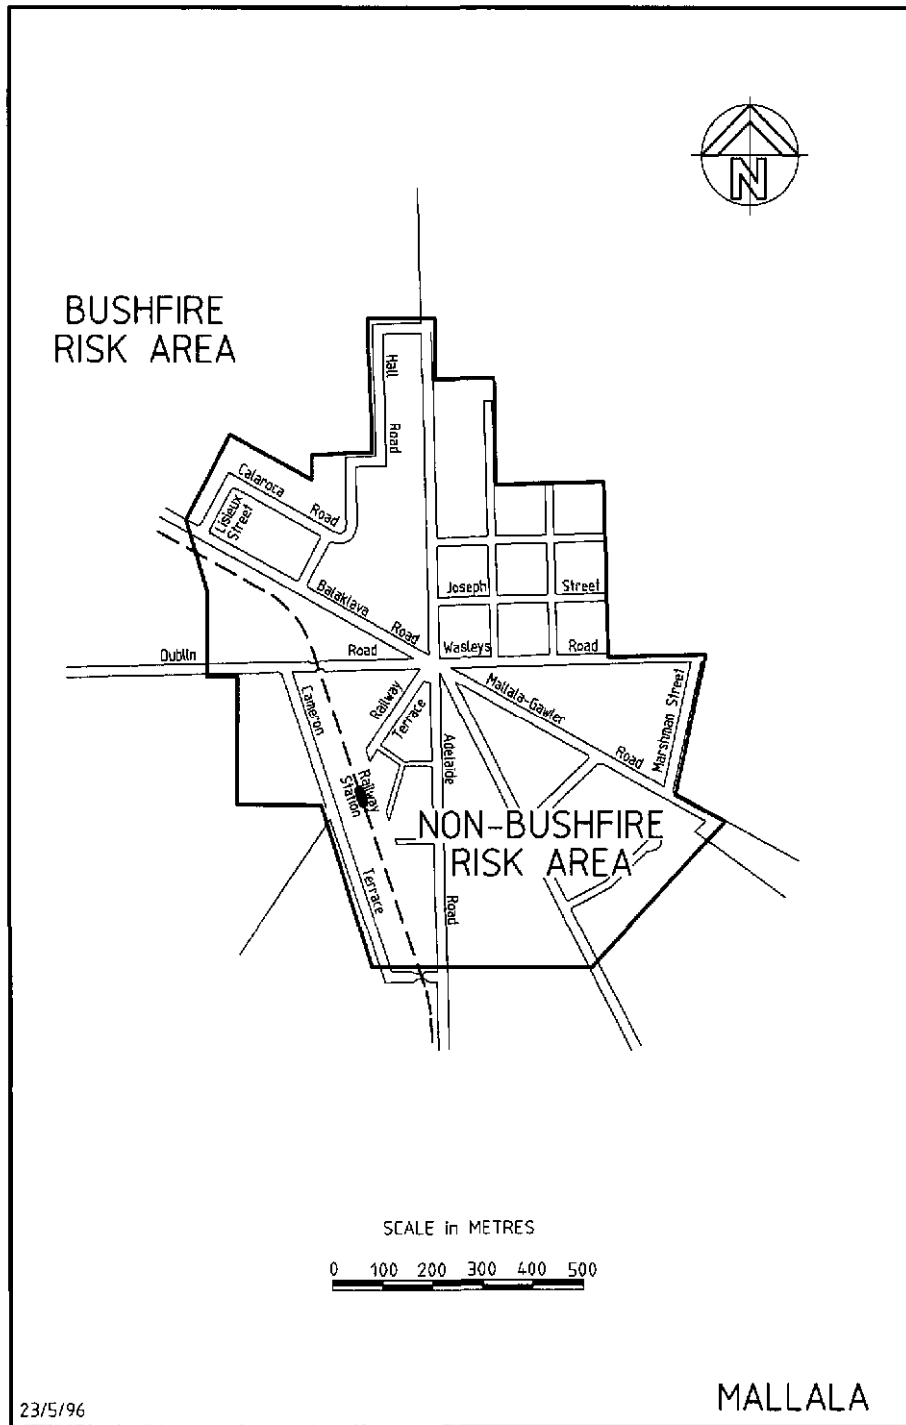 N
BUSHFIRE
RISK AREA
Hall
Road
Calaroca
Road
Lisieux
Street
Balaklava
Road
Joseph
Street
Wasleys
Road
Dublin
Road
Mallala-Gawler
Road
Marshman Street
Railway
Terrace
Cameron
Terrace
Adelaide
Road
Railway
Station
NON-BUSHFIRE
RISK AREA
SCALE in METRES
0 100 200 300 400 500
23/5/96
MALLALA